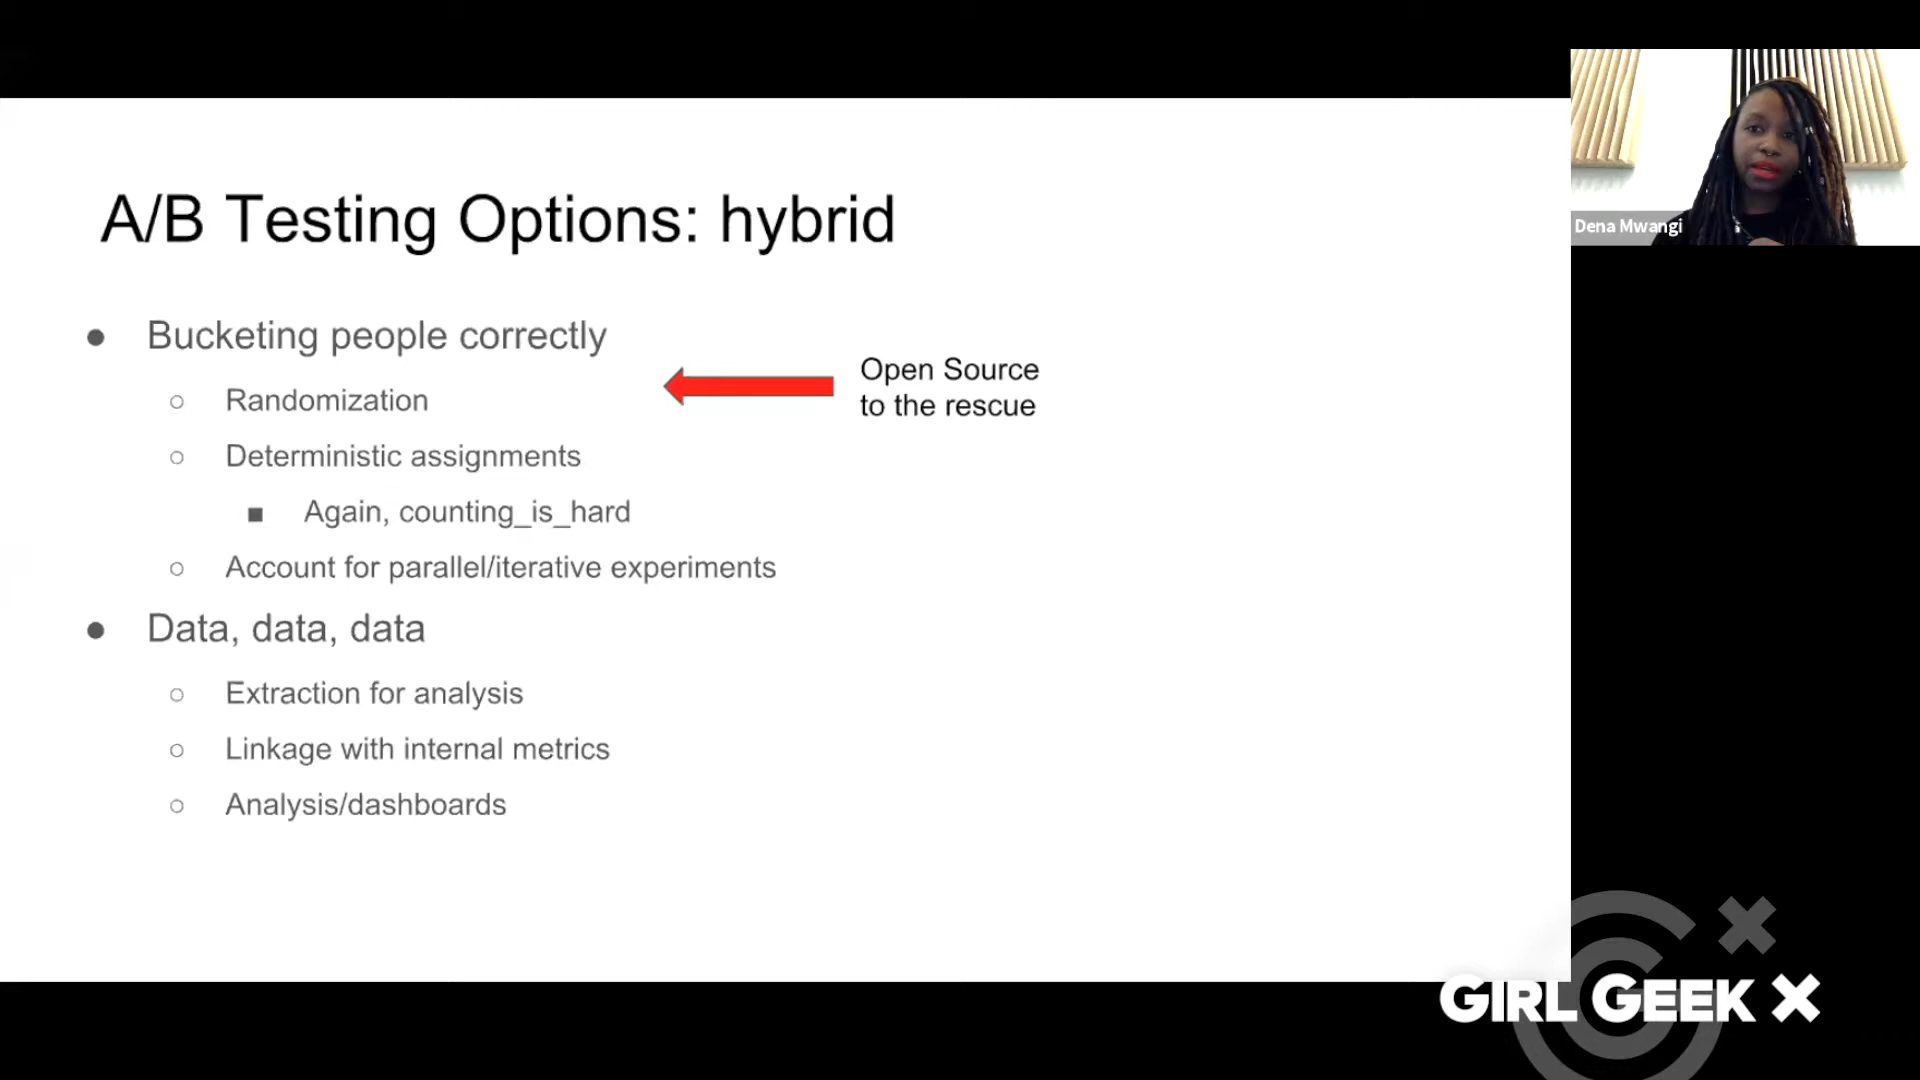 A/B Testing Options: hybrid
Bucketing people correctly
Randomization
Deterministic assignments
Again, counting_is_hard
Account for parallel/iterative experiments
Data, data, data
Extraction for analysis
Linkage with internal metrics
Analysis/dashboards
Open Source
to the rescue
Dena Mwangi
GIRL GEEK X